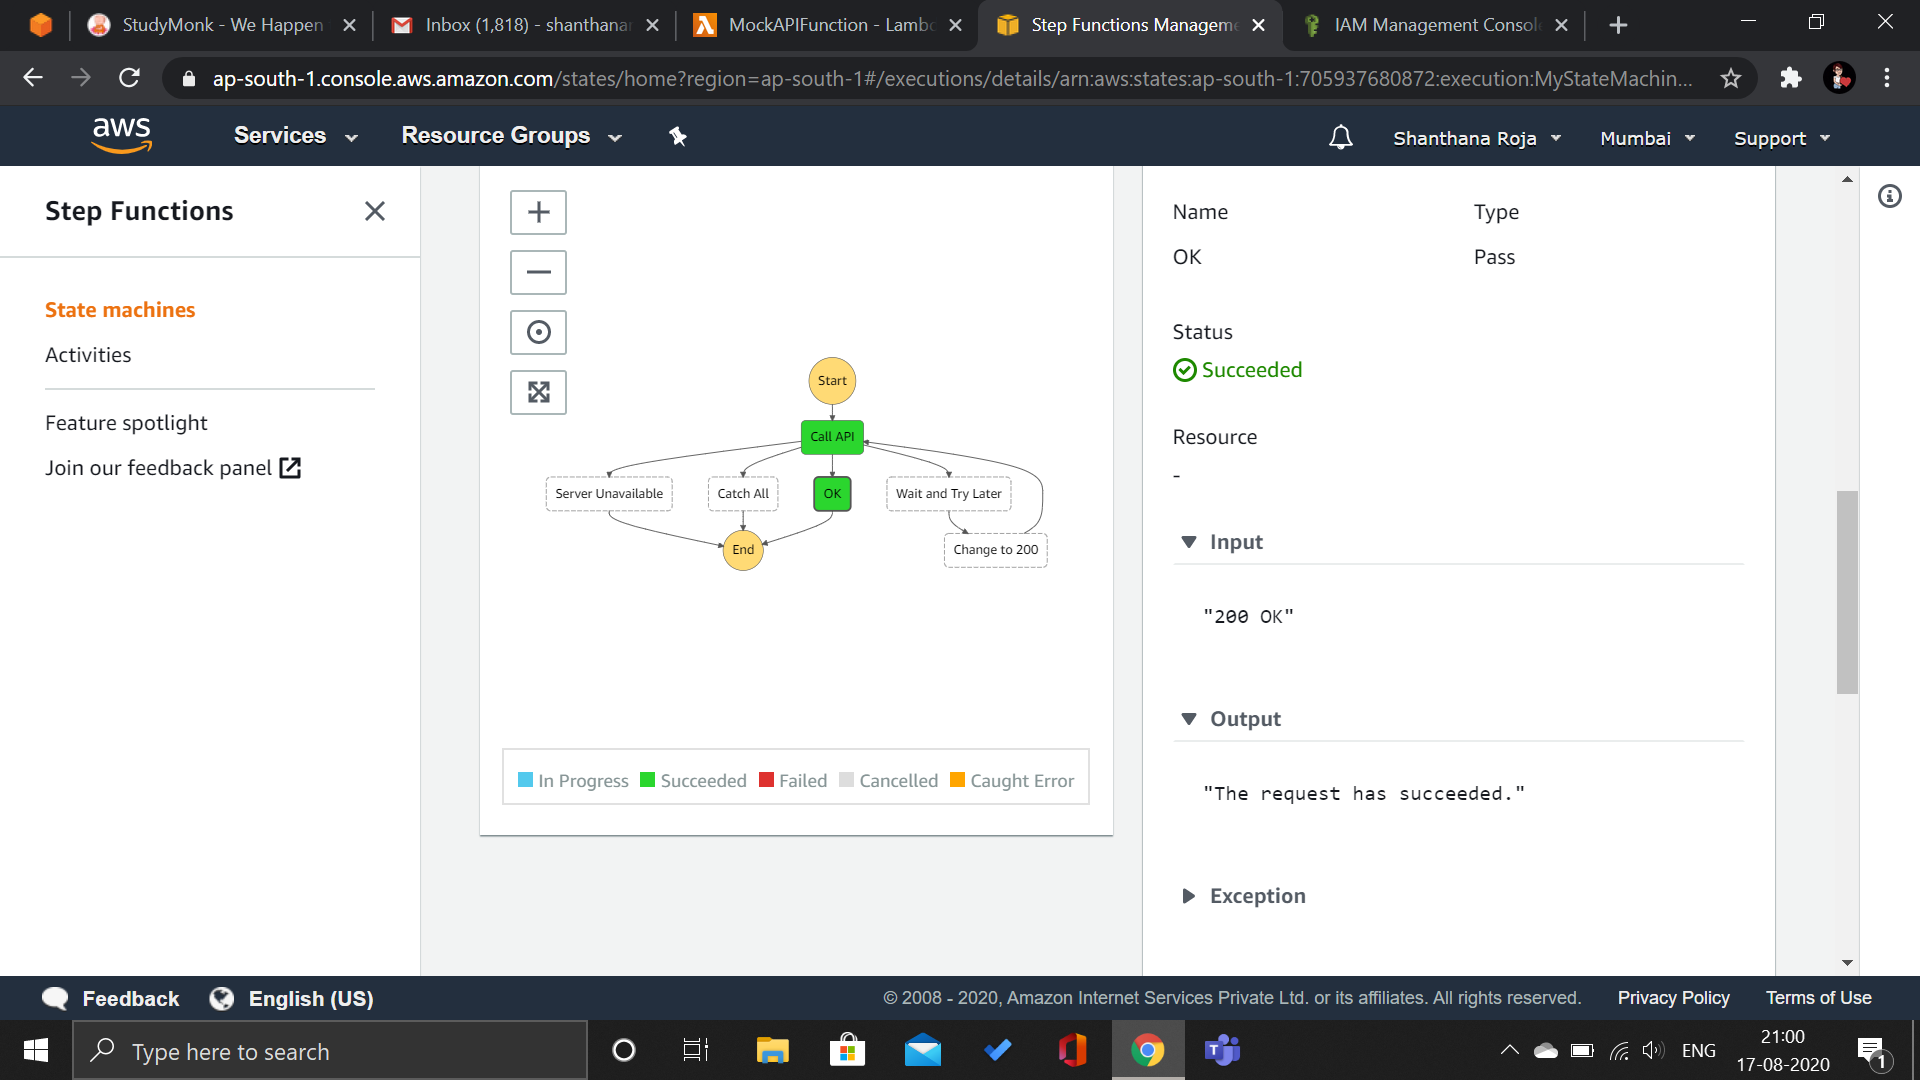 StudyMonk - We Happen
Inbox (1,818) - shanthana
MockAPIFunction - Lambc
Step Functions Manageme
IAM Management Consol
ap-south-1.console.aws.amazon.com/states/home?region=ap-south-1#/executions/details/arn:aws:states:ap-south-1:705937680872:execution:MyStateMachin...
aws
Services
Resource Groups
Shanthana Roja
Mumbai
Support
Step Functions
State machines
Activities
Feature spotlight
Join our feedback panel
Start
Call API
Server Unavailable
Catch All
OK
Wait and Try Later
End
Change to 200
In Progress
Succeeded
Failed
Cancelled
Caught Error
Name
Type
OK
Pass
Status
Succeeded
Resource
-
Input
"200 OK"
Output
"The request has succeeded."
Exception
Feedback
English (US)
© 2008 - 2020, Amazon Internet Services Private Ltd. or its affiliates. All rights reserved.
Privacy Policy
Terms of Use
Type here to search
ENG
21:00
17-08-2020
1